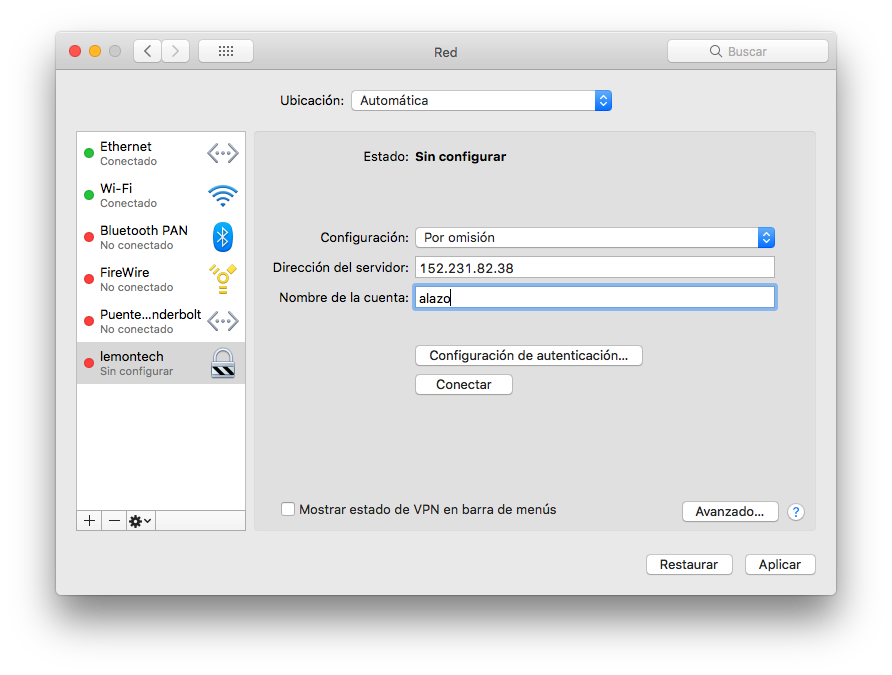 Red
Buscar
Ubicación: Automática
Ethernet
Conectado
Wi-Fi
Conectado
Bluetooth PAN
No conectado
FireWire
No conectado
Puente...nderbolt
No conectado
lemontech
Sin configurar
Estado: Sin configurar
Configuración: Por omisión
Dirección del servidor: 152.231.82.38
Nombre de la cuenta: alazo
Configuración de autenticación...
Conectar
Mostrar estado de VPN en barra de menús
Avanzado... ?
Restaurar Aplicar